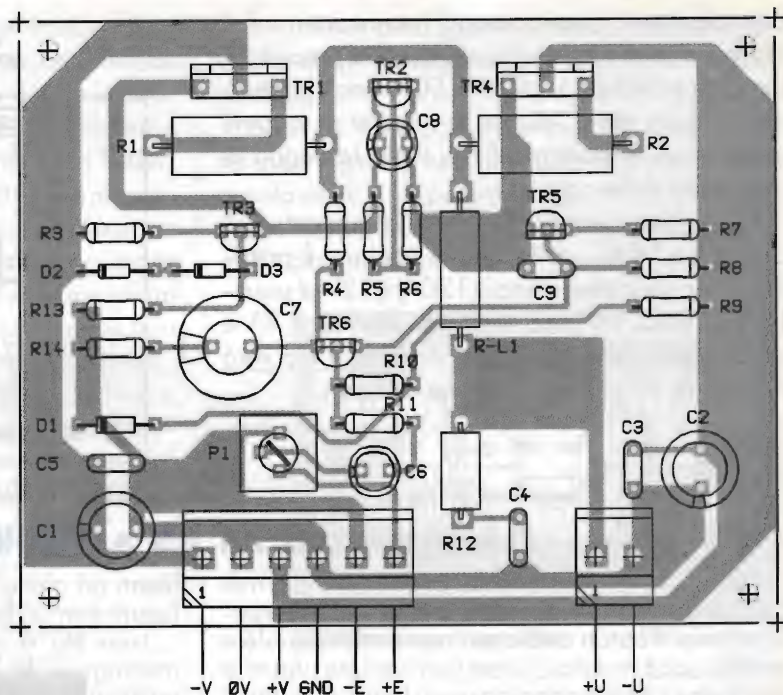 TR1
TR2
TR4
C8
R1
R2
R3
TR3
TR5
R7
D2
D3
R4
R5
R6
C9
R8
R13
C7
R9
R14
TR6
R-L1
R10
D1
R11
P1
C6
C3
C2
C5
C4
C1
R12
1
1
-V
0V
+V
GND
-E
+E
+U
-U